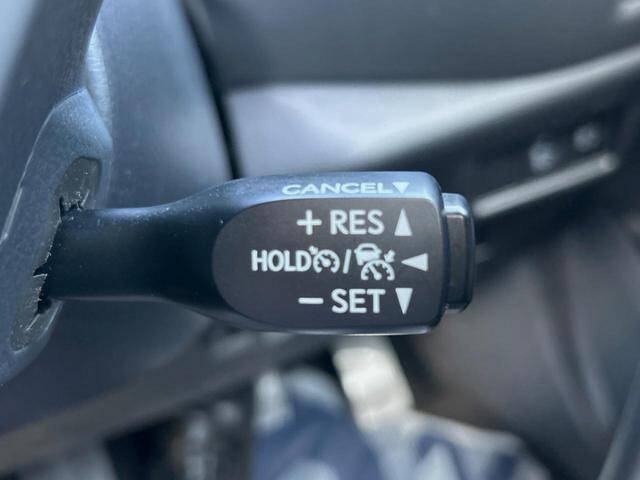 CANCEL▼
+ RES ▲
HOLD / ◀
− SET ▼